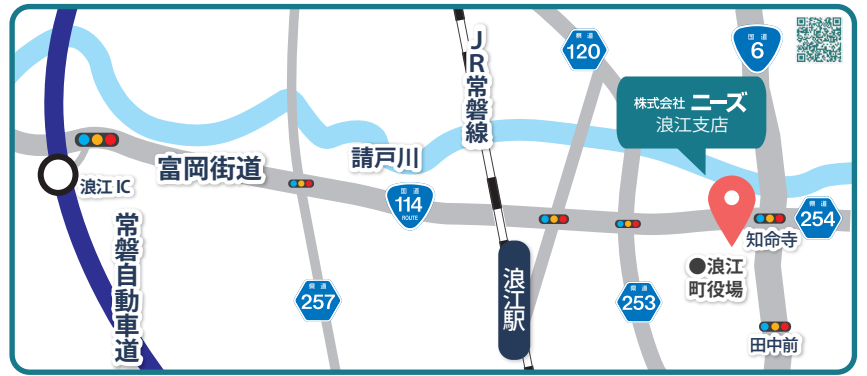 県道
120
国道
6
JR常磐線
株式会社 ニーズ
浪江支店
富岡街道
請戸川
浪江 IC
国道
114
ROUTE
県道
254
知命寺
常磐自動車道
●浪江
町役場
浪江駅
県道
257
県道
253
田中前